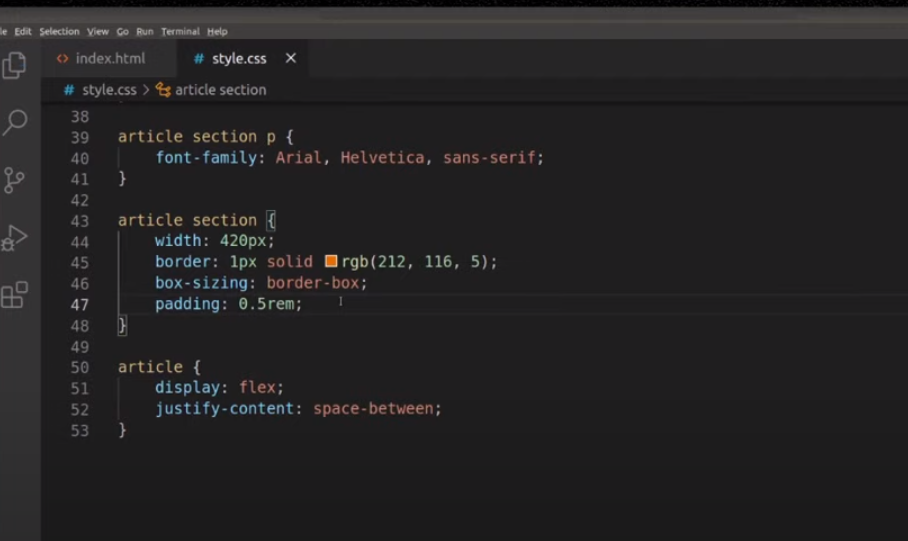 Edit Selection View Go Run Terminal Help
index.html # style.css ×
# style.css > article section
38
39 article section p {
40 font-family: Arial, Helvetica, sans-serif;
41 }
42
43 article section {
44 width: 420px;
45 border: 1px solid rgb(212, 116, 5);
46 box-sizing: border-box;
47 padding: 0.5rem;
48 }
49
50 article {
51 display: flex;
52 justify-content: space-between;
53 }